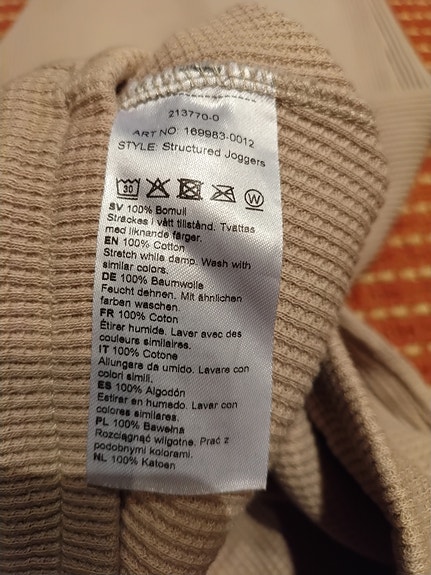 213770-0
ART NO: 169983-0012
STYLE: Structured Joggers
30
W
SV 100% Bomull
Sträckes i vått tillstånd. Tvättas
med liknande färger.
EN 100% Cotton
Stretch while damp. Wash with
similar colors.
DE 100% Baumwolle
Feucht dehnen. Mit ähnlichen
farben waschen.
FR 100% Coton
Étirer humide. Laver avec des
couleurs similaires.
IT 100% Cotone
Allungare da umido. Lavare con
colori simili.
ES 100% Algodón
Estirar en humedo. Lavar con
colores similares.
PL 100% Bawełna
Rozciągnąć wilgotne. Prać z
podobnymi kolorami.
NL 100% Katoen